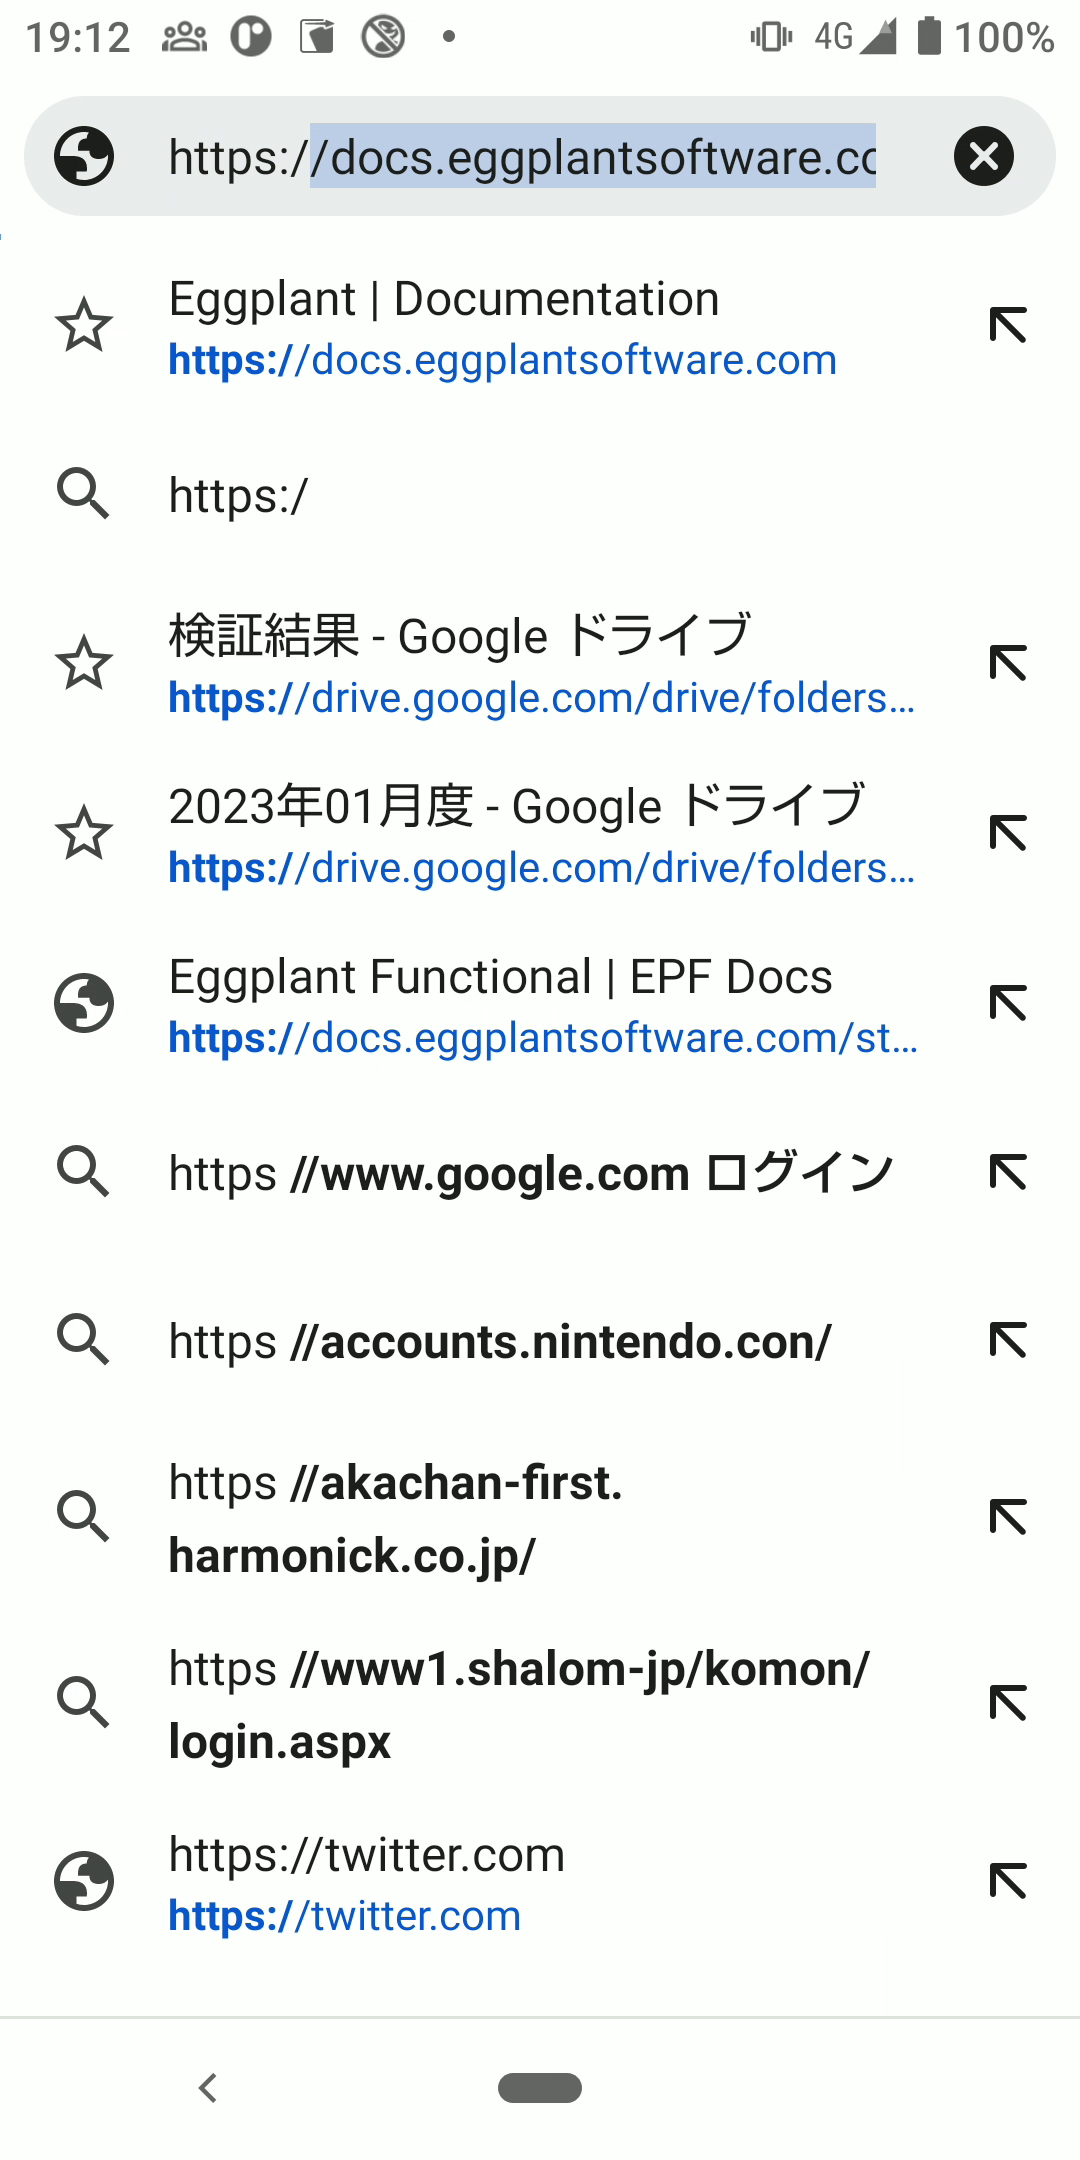 19:12
4G
100%
https://docs.eggplantsoftware.co
Eggplant | Documentation
https://docs.eggplantsoftware.com
https:/
検証結果 - Google ドライブ
https://drive.google.com/drive/folders...
2023年01月度 - Google ドライブ
https://drive.google.com/drive/folders...
Eggplant Functional | EPF Docs
https://docs.eggplantsoftware.com/st...
https //www.google.com ログイン
https //accounts.nintendo.con/
https //akachan-first.
harmonick.co.jp/
https //www1.shalom-jp/komon/
login.aspx
https://twitter.com
https://twitter.com